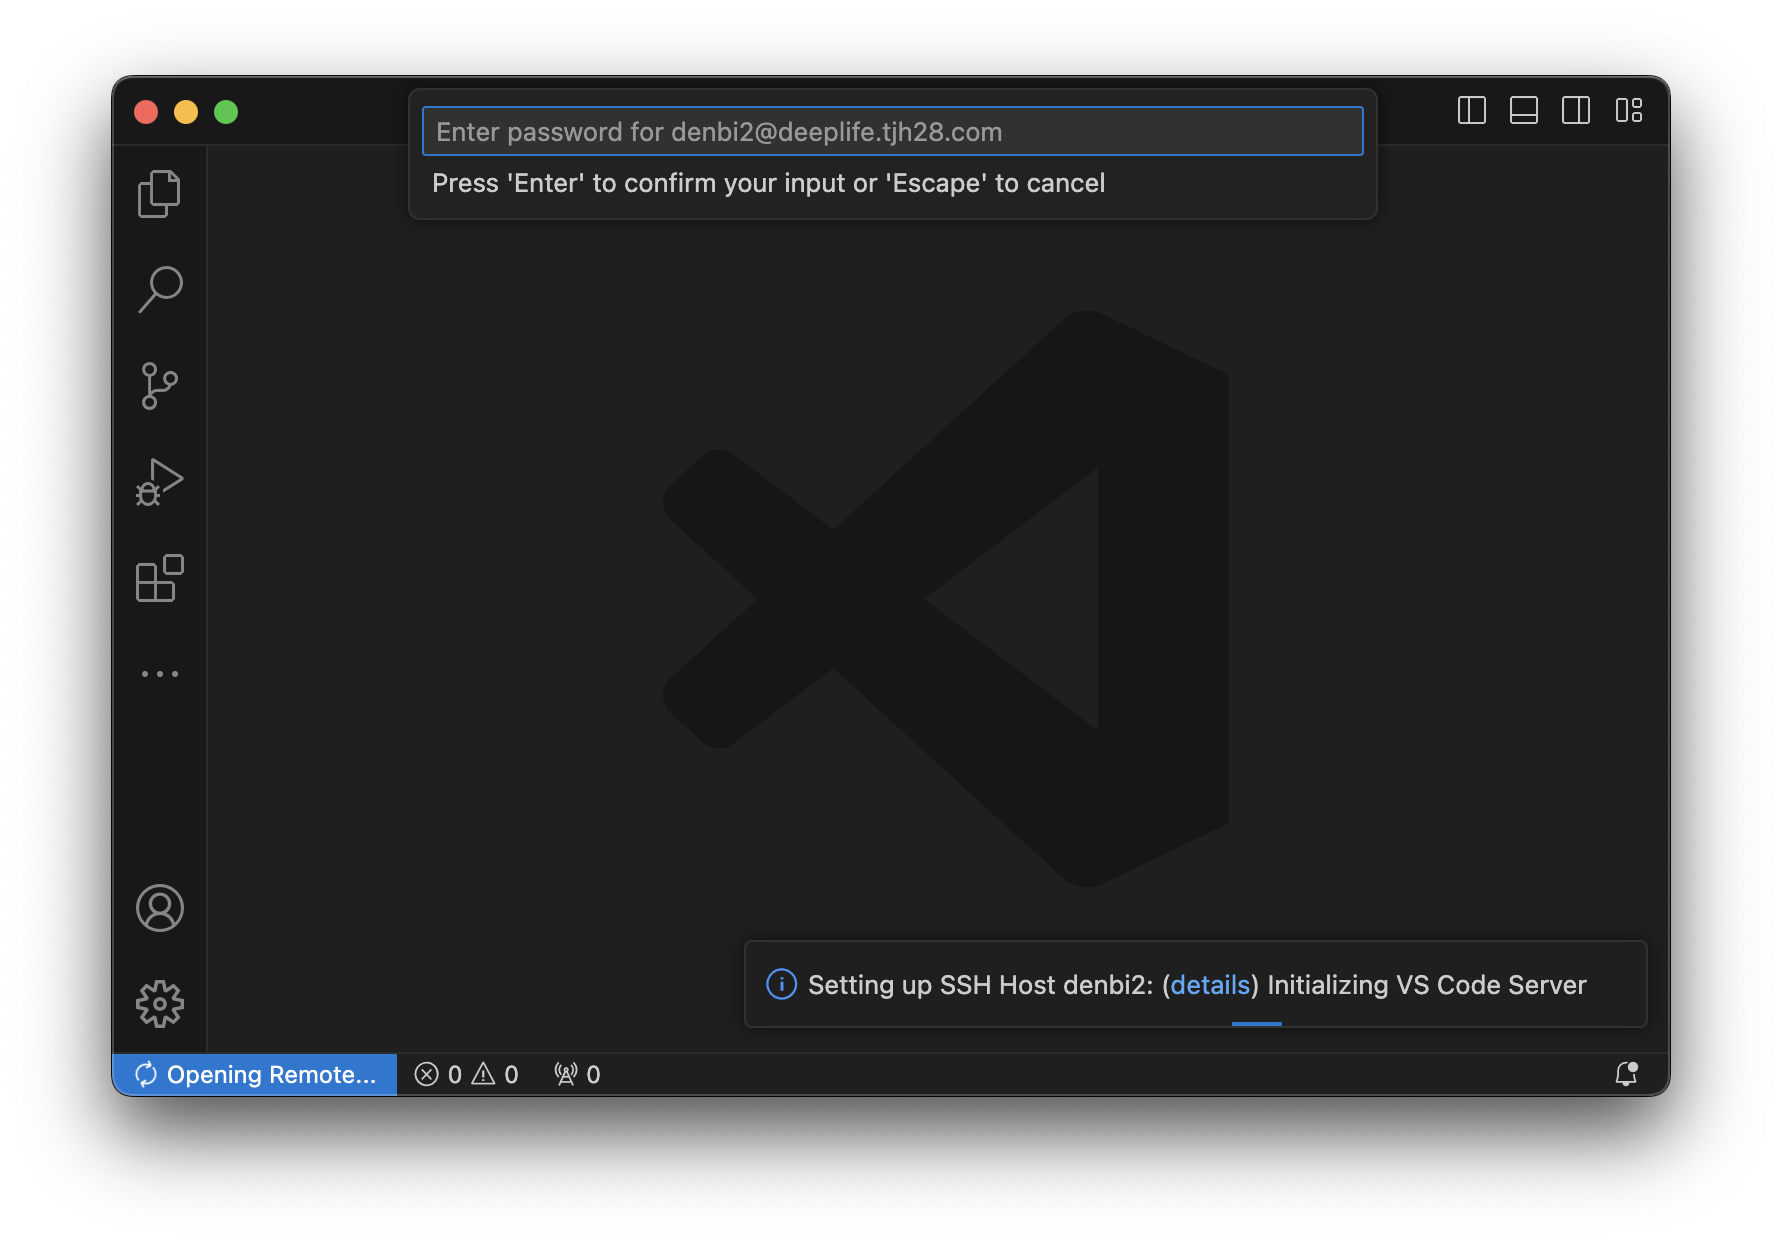 Enter password for denbi2@deeplife.tjh28.com
Press 'Enter' to confirm your input or 'Escape' to cancel
Setting up SSH Host denbi2: (details) Initializing VS Code Server
Opening Remote... 0 0 0